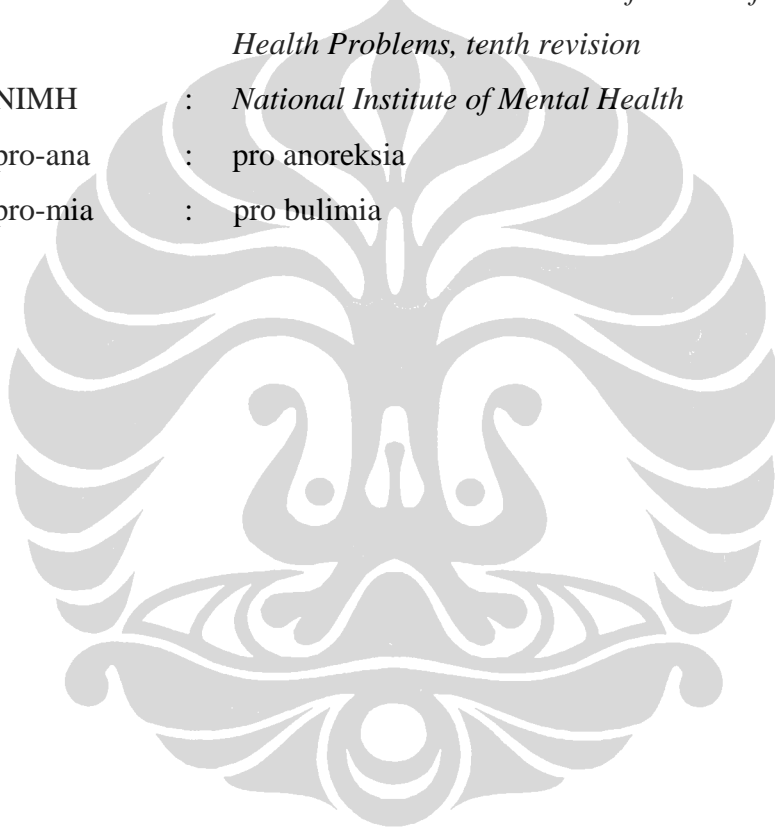 Health Problems, tenth revision
NIMH : National Institute of Mental Health
pro-ana : pro anoreksia
pro-mia : pro bulimia